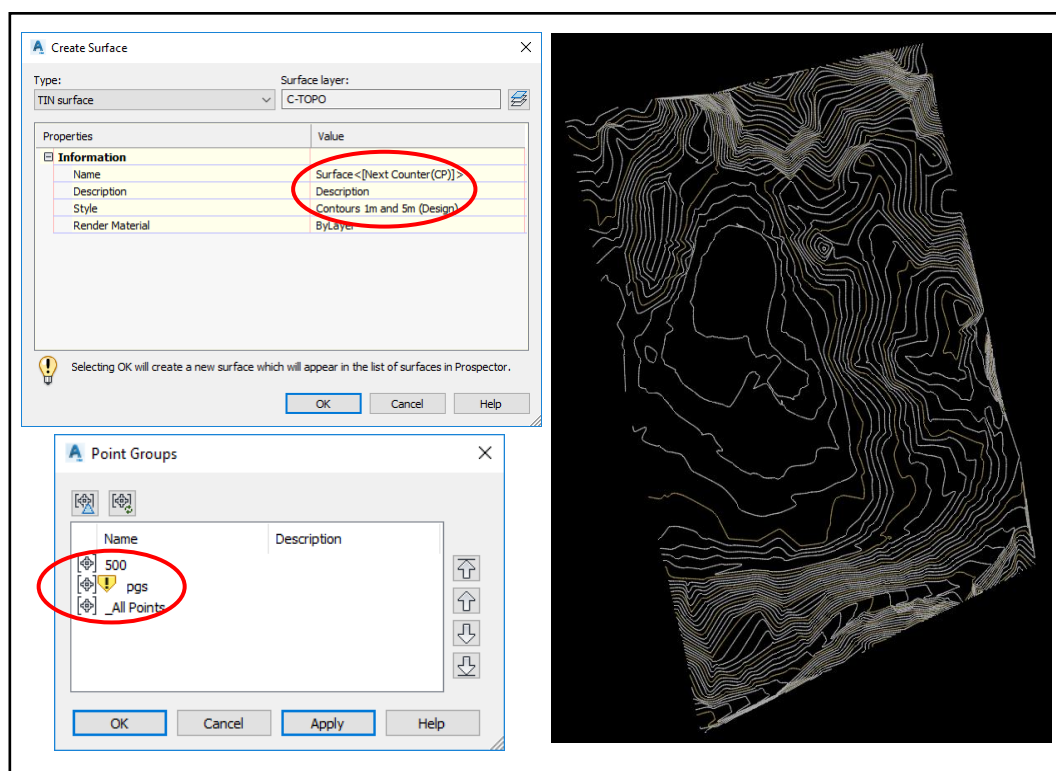 Create Surface
Type:
Surface layer:
TIN surface
C-TOPO
Properties
Value
Information
Name
Surface<[Next Counter(CP)]>
Description
Description
Style
Contours 1m and 5m (Design)
Render Material
ByLayer
Selecting OK will create a new surface which will appear in the list of surfaces in Prospector.
OK
Cancel
Help
Point Groups
Name
Description
500
pgs
_All Points
OK
Cancel
Apply
Help